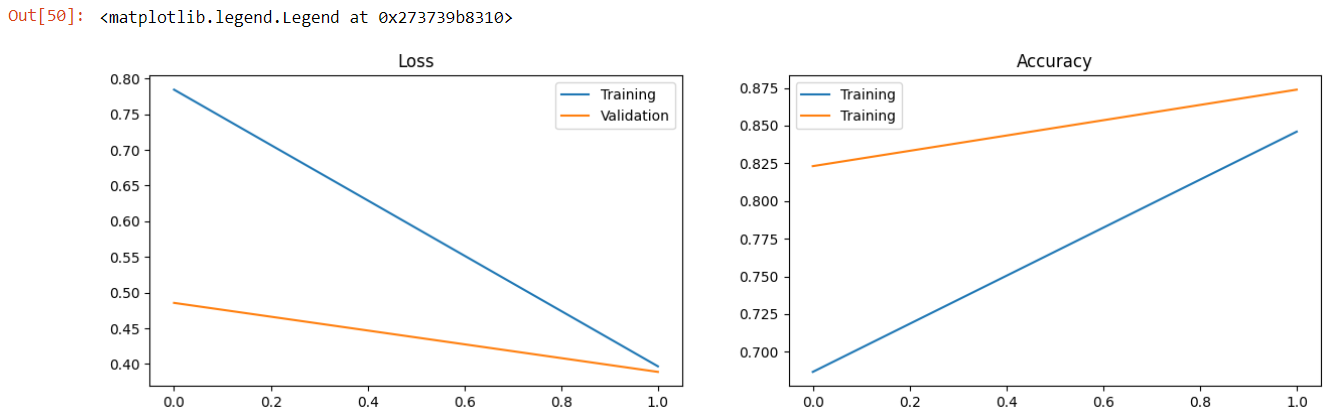 Out[50]: <matplotlib.legend.Legend at 0x273739b8310>
Loss
0.80
0.75
0.70
0.65
0.60
0.55
0.50
0.45
0.40
0.0 0.2 0.4 0.6 0.8 1.0
Training
Validation
Accuracy
0.875
0.850
0.825
0.800
0.775
0.750
0.725
0.700
0.0 0.2 0.4 0.6 0.8 1.0
Training
Training